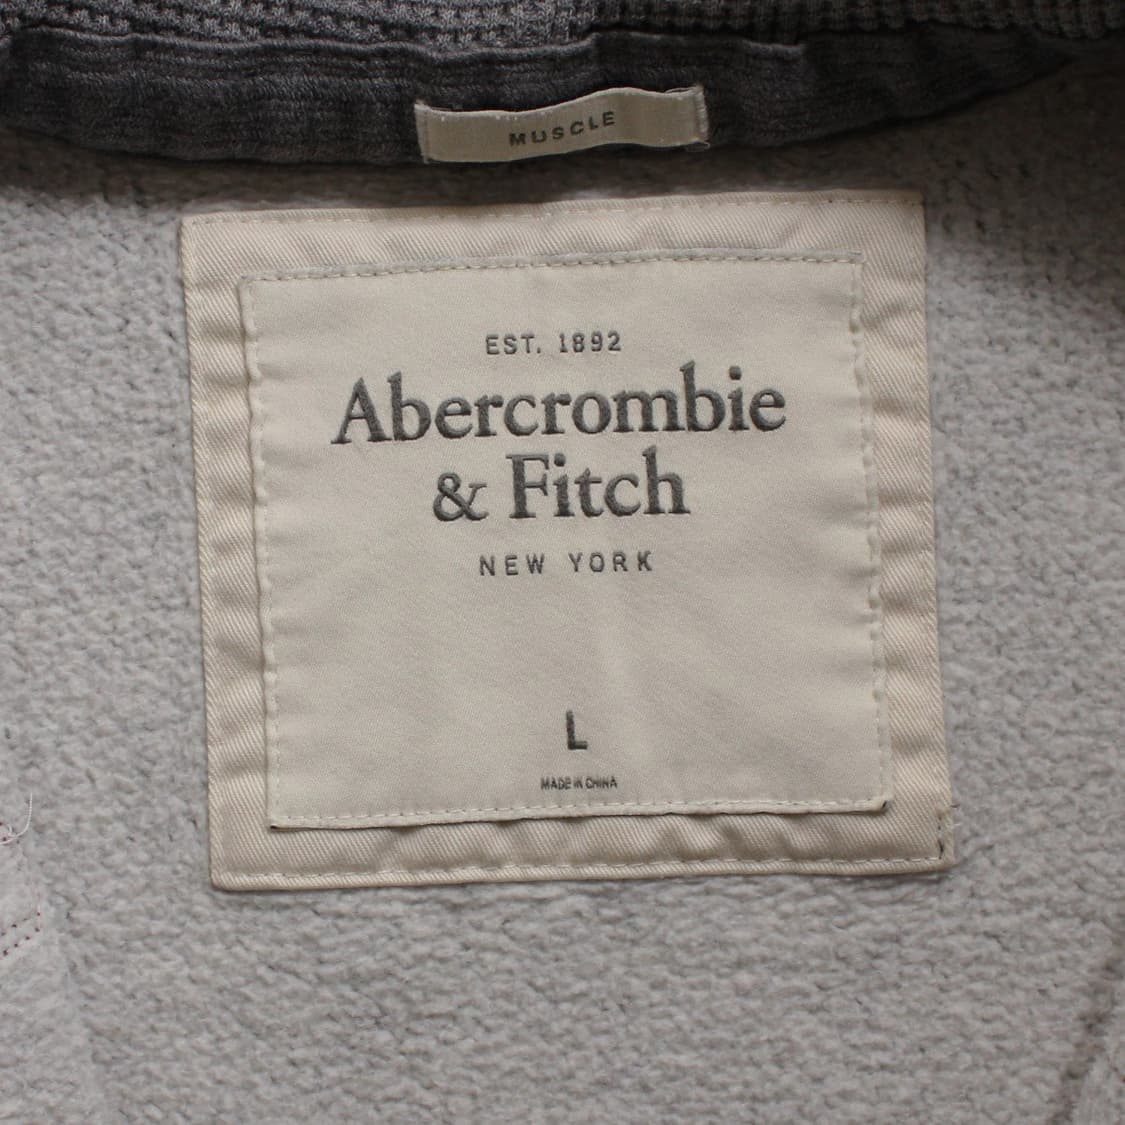 MUSCLE
EST. 1892
Abercrombie
& Fitch
NEW YORK
L
MADE IN CHINA